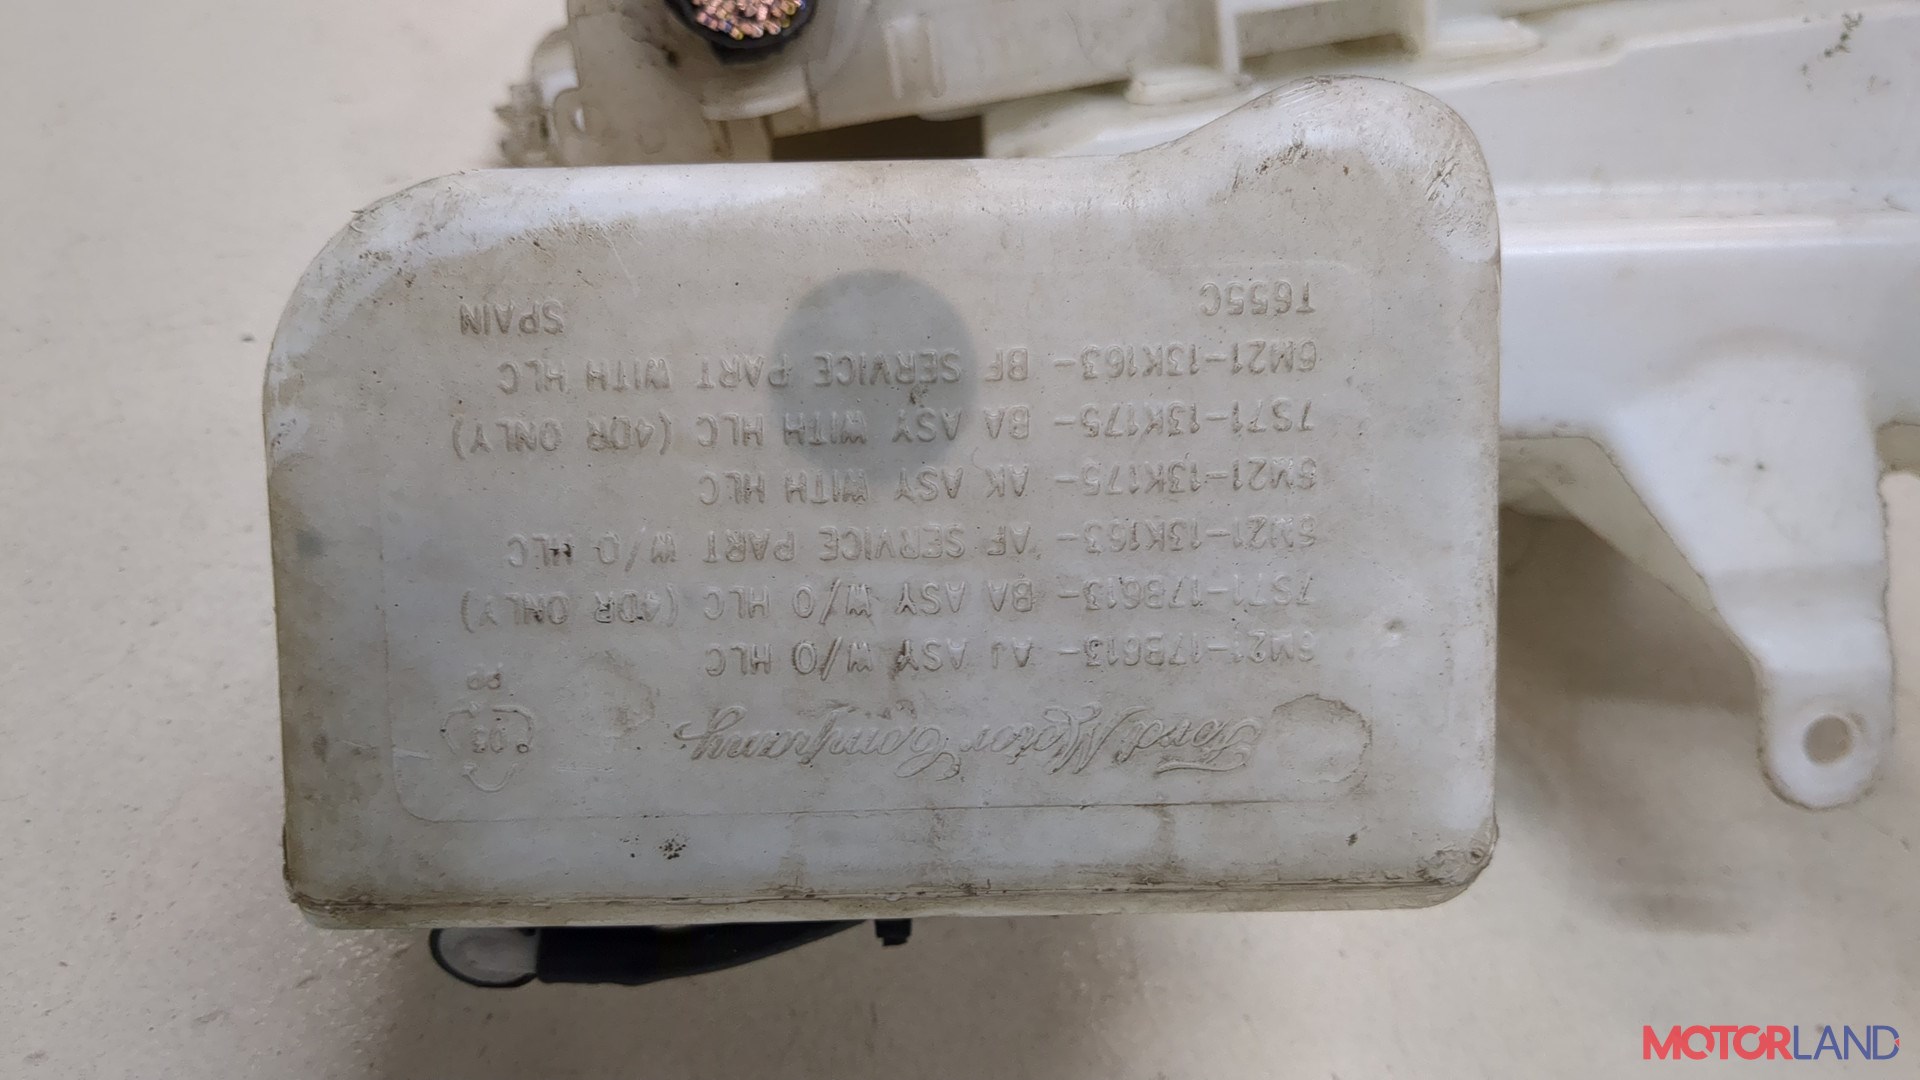 Ford Motor Company
6M21-17B613- AJ ASY W/O HLC
PP
7S71-17B613- BA ASY W/O HLC (4DR ONLY)
6M21-13K163- AF SERVICE PART W/O HLC
6M21-13K175- AK ASY WITH HLC
7S71-13K175- BA ASY WITH HLC (4DR ONLY)
6M21-13K163- BF SERVICE PART WITH HLC
T655C SPAIN
MOTORLAND